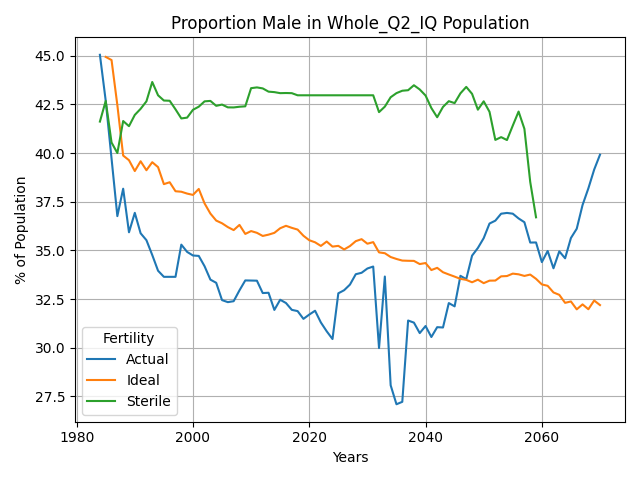 Proportion Male in Whole_Q2_IQ Population
% of Population
45.0
42.5
40.0
37.5
35.0
32.5
30.0
27.5
Fertility
Actual
Ideal
Sterile
1980
2000
2020
2040
2060
Years